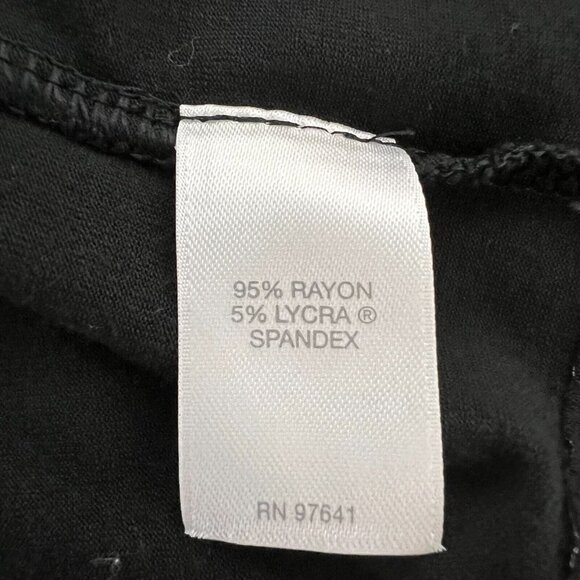 95% RAYON
5% LYCRA ®
SPANDEX
RN 97641